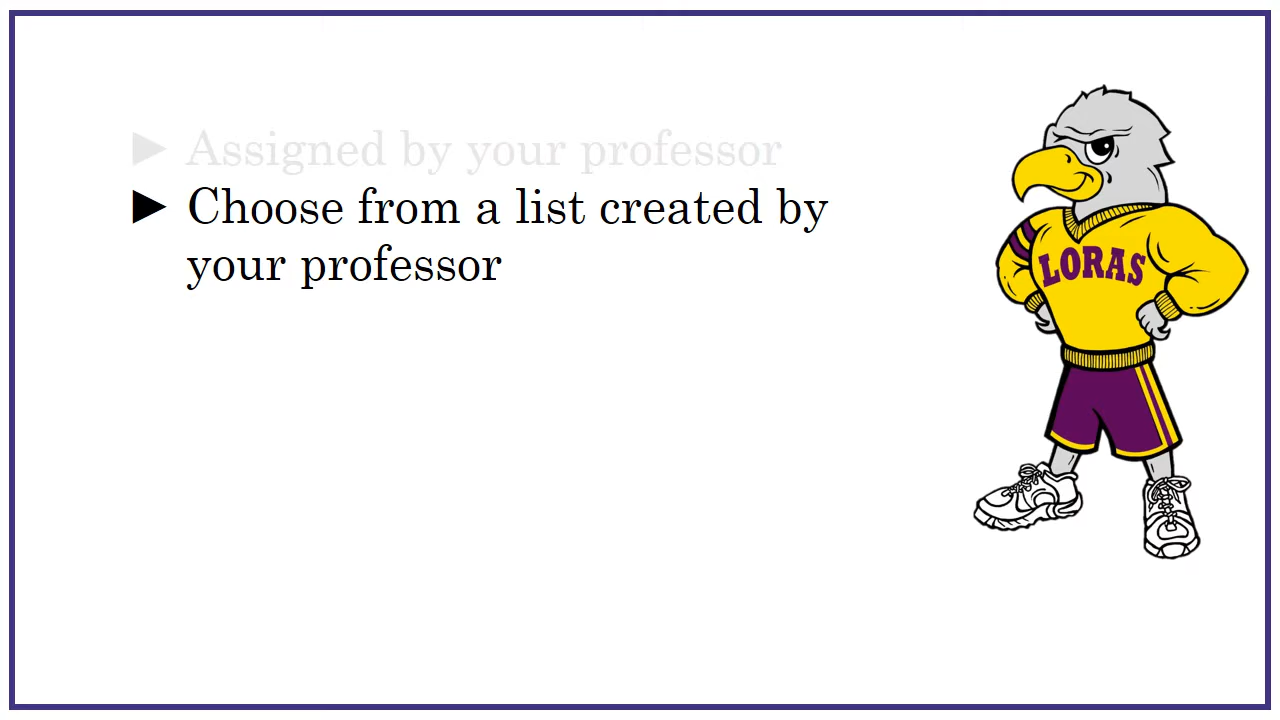 ► Assigned by your professor
► Choose from a list created by
your professor
LORAS